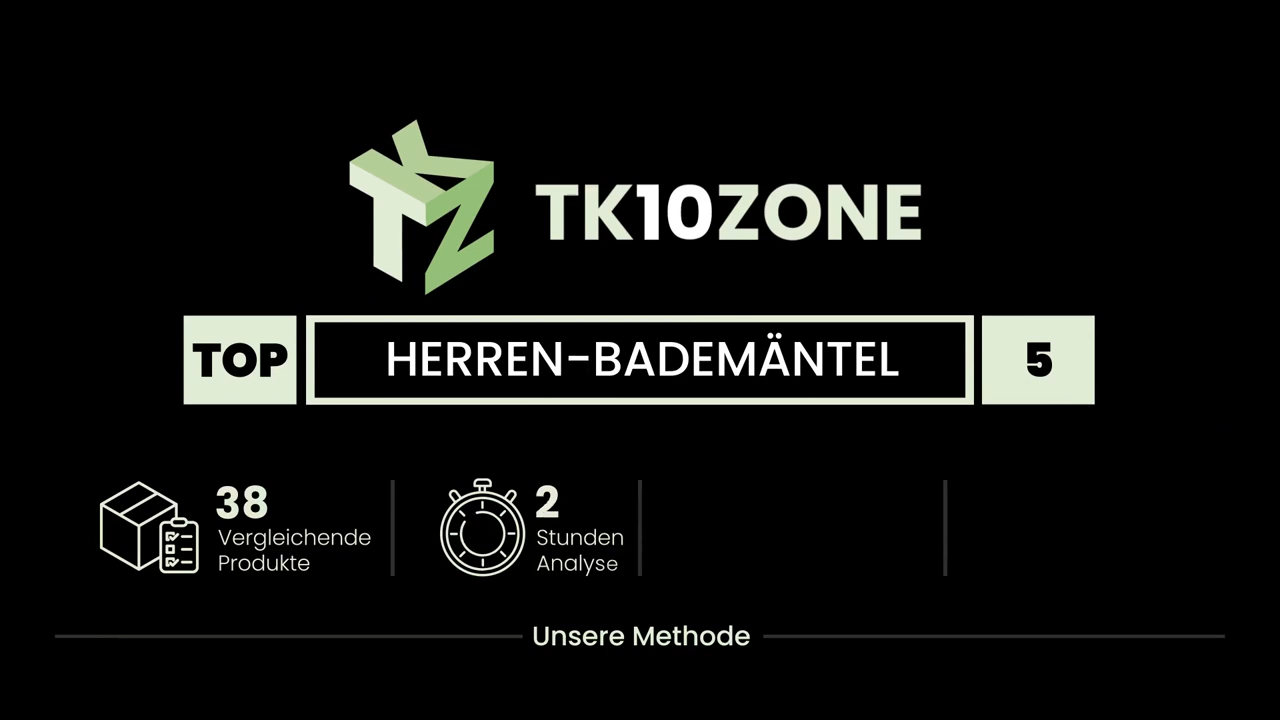 TK10ZONE
TOP HERREN-BADEMÄNTEL 5
38
Vergleichende
Produkte
2
Stunden
Analyse
Unsere Methode